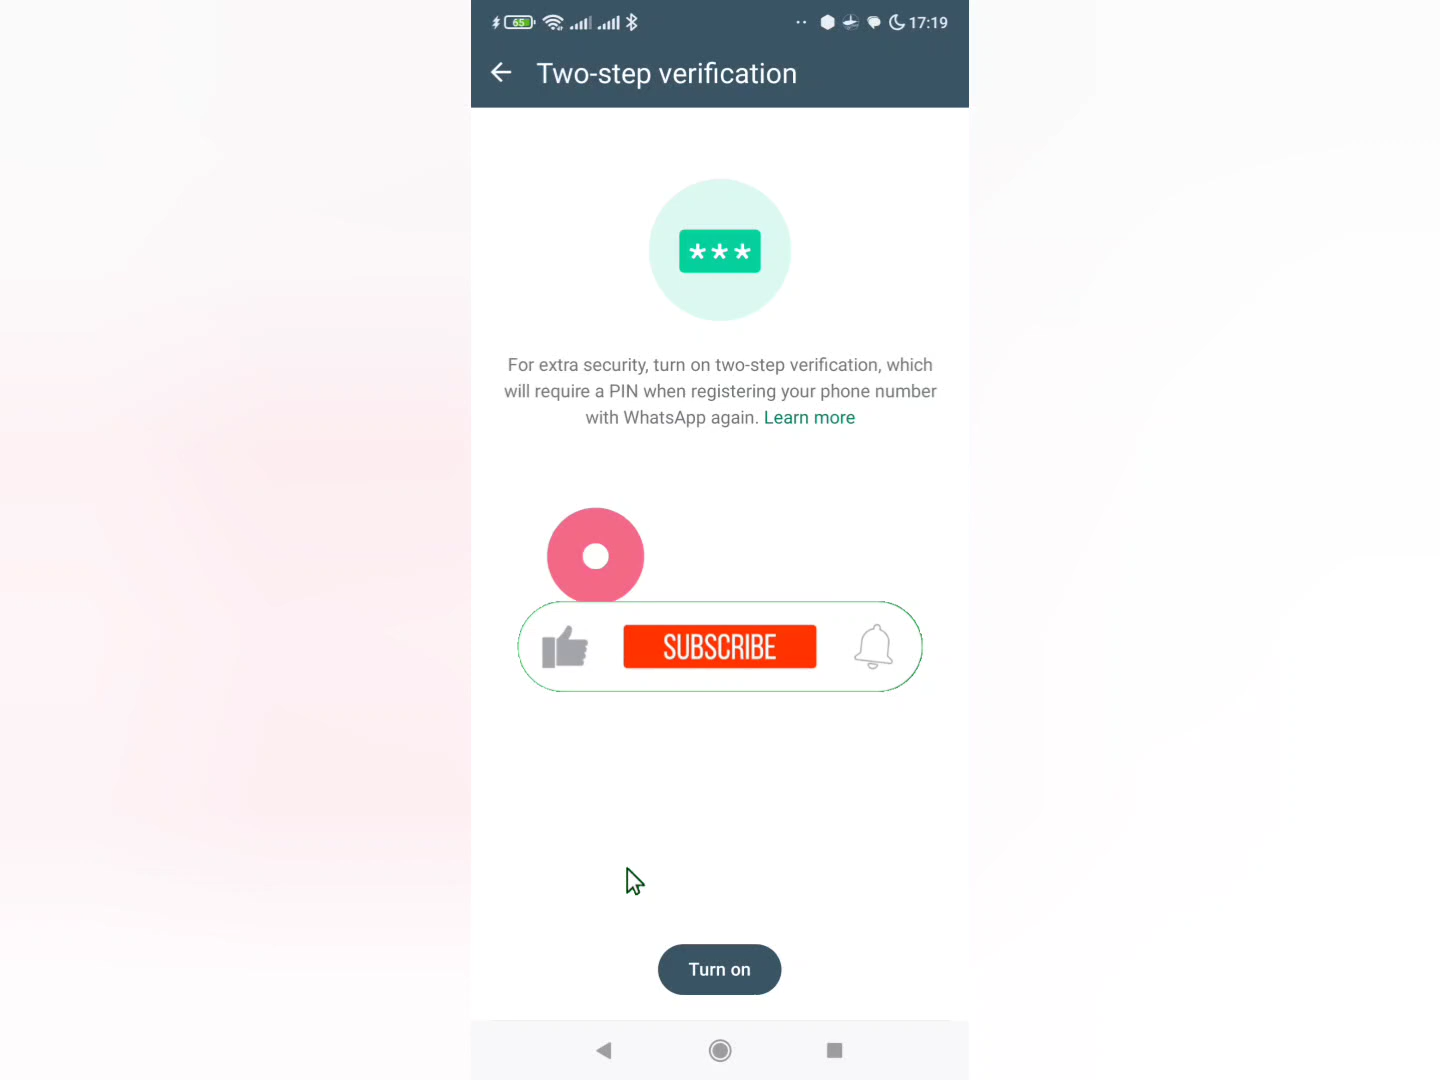 65 17:19
Two-step verification
***
For extra security, turn on two-step verification, which
will require a PIN when registering your phone number
with WhatsApp again. Learn more
SUBSCRIBE
Turn on